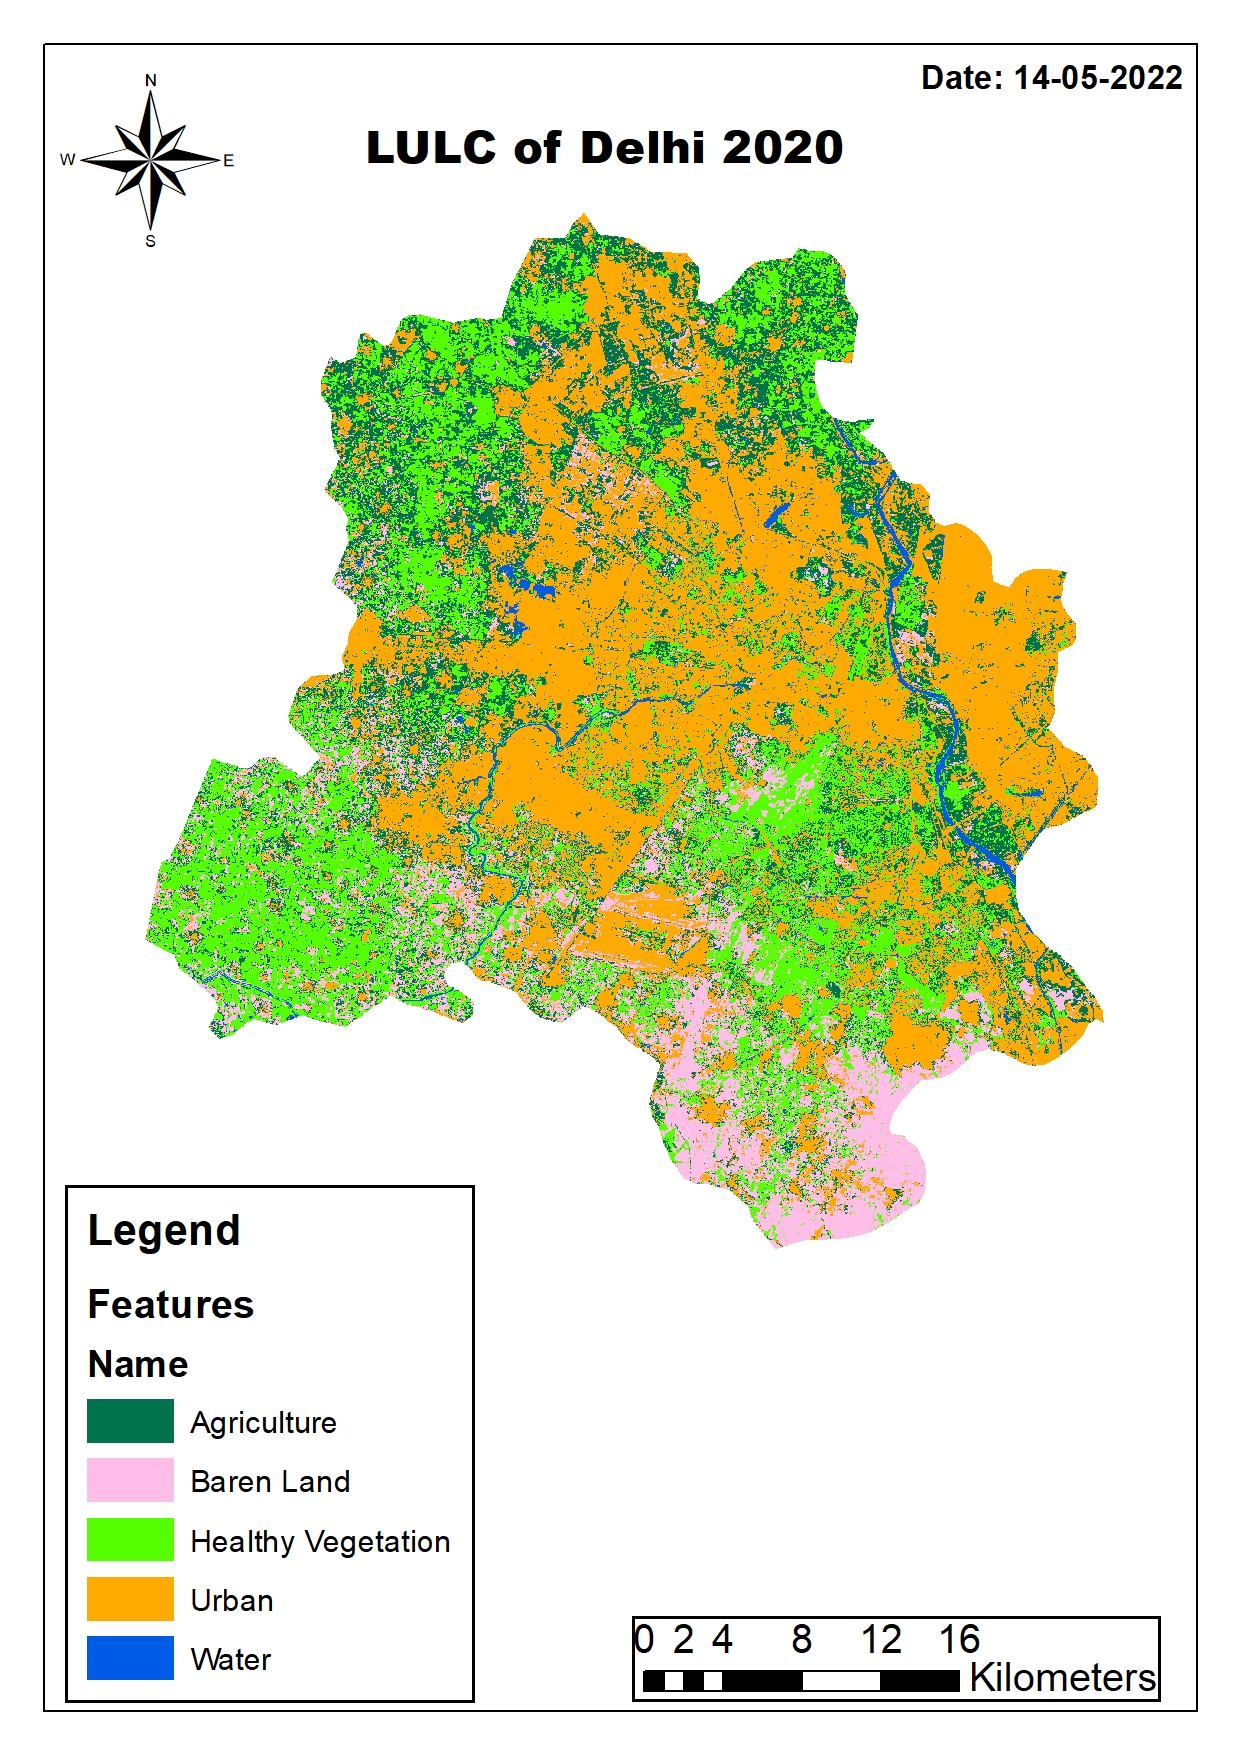 Date: 14-05-2022
N
W E
S
LULC of Delhi 2020
Legend
Features
Name
Agriculture
Baren Land
Healthy Vegetation
Urban
Water
0 2 4 8 12 16
Kilometers